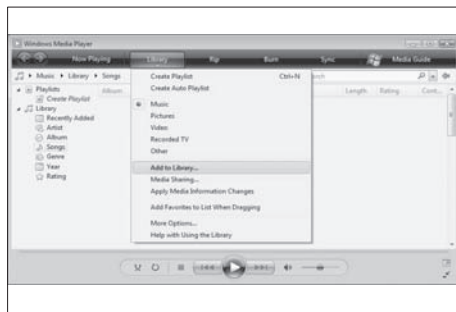 Windows Media Player
Now Playing Library Rip Burn Sync Media Guide
Music Library Songs
Create Playlist Ctrl+N
Create Auto Playlist
Music
Pictures
Video
Recorded TV
Other
Add to Library...
Media Sharing...
Apply Media Information Changes
Add Favorites to List When Dragging
More Options...
Help with Using the Library
Playlists
Create Playlist
Library
Recently Added
Artist
Album
Songs
Genre
Year
Rating
Album Length Rating Cont...